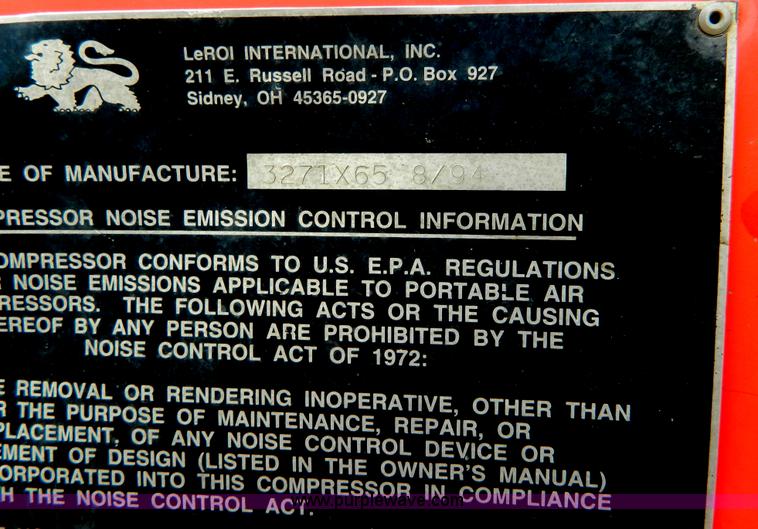 LeROI INTERNATIONAL, INC.
211 E. Russell Road - P.O. Box 927
Sidney, OH 45365-0927
E OF MANUFACTURE: 3271X65 8/94
PRESSOR NOISE EMISSION CONTROL INFORMATION
OMPRESSOR CONFORMS TO U.S. E.P.A. REGULATIONS
R NOISE EMISSIONS APPLICABLE TO PORTABLE AIR
RESSORS. THE FOLLOWING ACTS OR THE CAUSING
EREOF BY ANY PERSON ARE PROHIBITED BY THE
NOISE CONTROL ACT OF 1972:
E REMOVAL OR RENDERING INOPERATIVE, OTHER THAN
R THE PURPOSE OF MAINTENANCE, REPAIR, OR
PLACEMENT, OF ANY NOISE CONTROL DEVICE OR
EMENT OF DESIGN (LISTED IN THE OWNER'S MANUAL)
CORPORATED INTO THIS COMPRESSOR IN COMPLIANCE
H THE NOISE CONTROL ACT.
www.purplewave.com